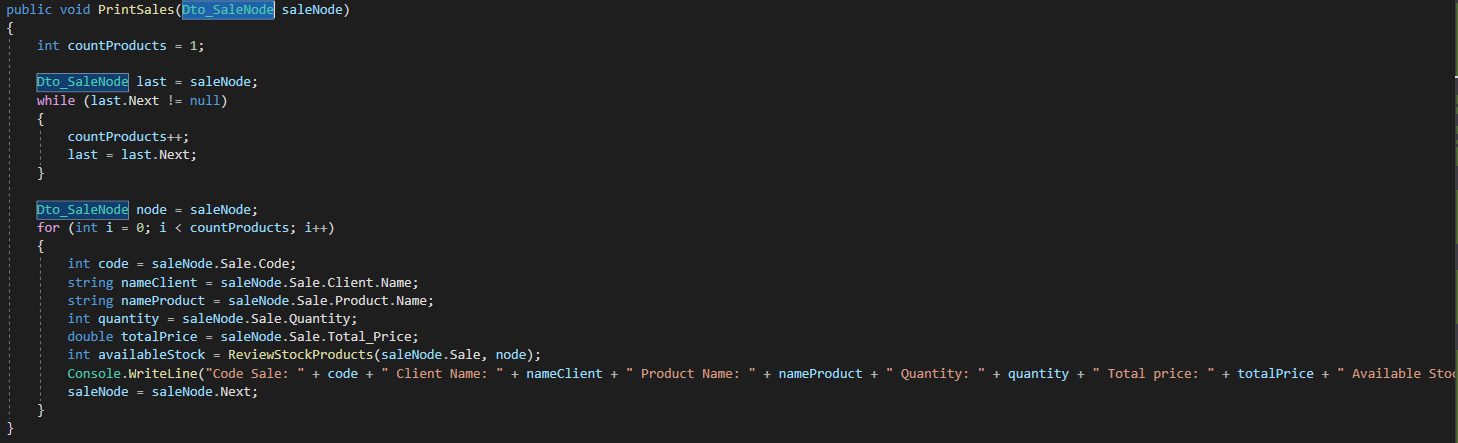 public void PrintSales(Dto_SaleNode saleNode)
{
    int countProducts = 1;
    Dto_SaleNode last = saleNode;
    while (last.Next != null)
    {
        countProducts++;
        last = last.Next;
    }
    Dto_SaleNode node = saleNode;
    for (int i = 0; i < countProducts; i++)
    {
        int code = saleNode.Sale.Code;
        string nameClient = saleNode.Sale.Client.Name;
        string nameProduct = saleNode.Sale.Product.Name;
        int quantity = saleNode.Sale.Quantity;
        double totalPrice = saleNode.Sale.Total_Price;
        int availableStock = ReviewStockProducts(saleNode.Sale, node);
        Console.WriteLine("Code Sale: " + code + " Client Name: " + nameClient + " Product Name: " + nameProduct + " Quantity: " + quantity + " Total price: " + totalPrice + " Available Stoc
        saleNode = saleNode.Next;
    }
}